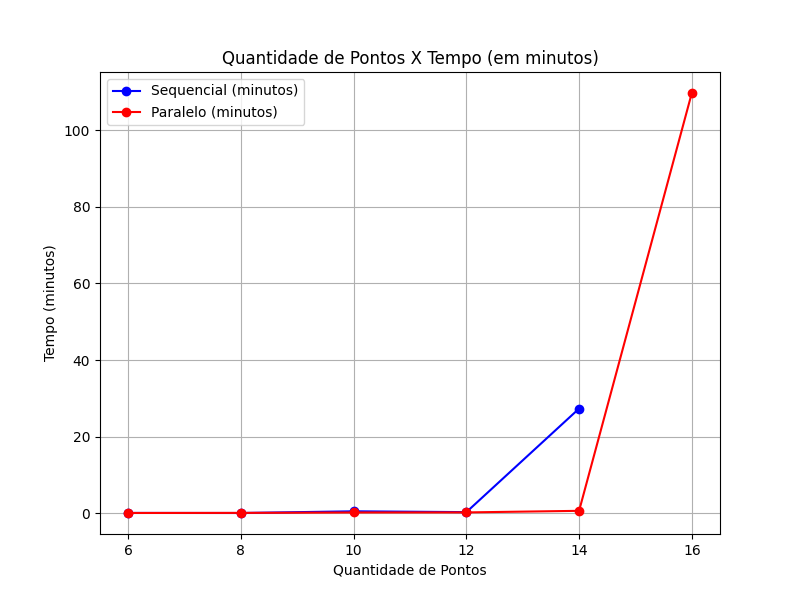 Quantidade de Pontos X Tempo (em minutos)
Sequencial (minutos)
Paralelo (minutos)
100
80
60
40
20
0
Tempo (minutos)
6 8 10 12 14 16
Quantidade de Pontos